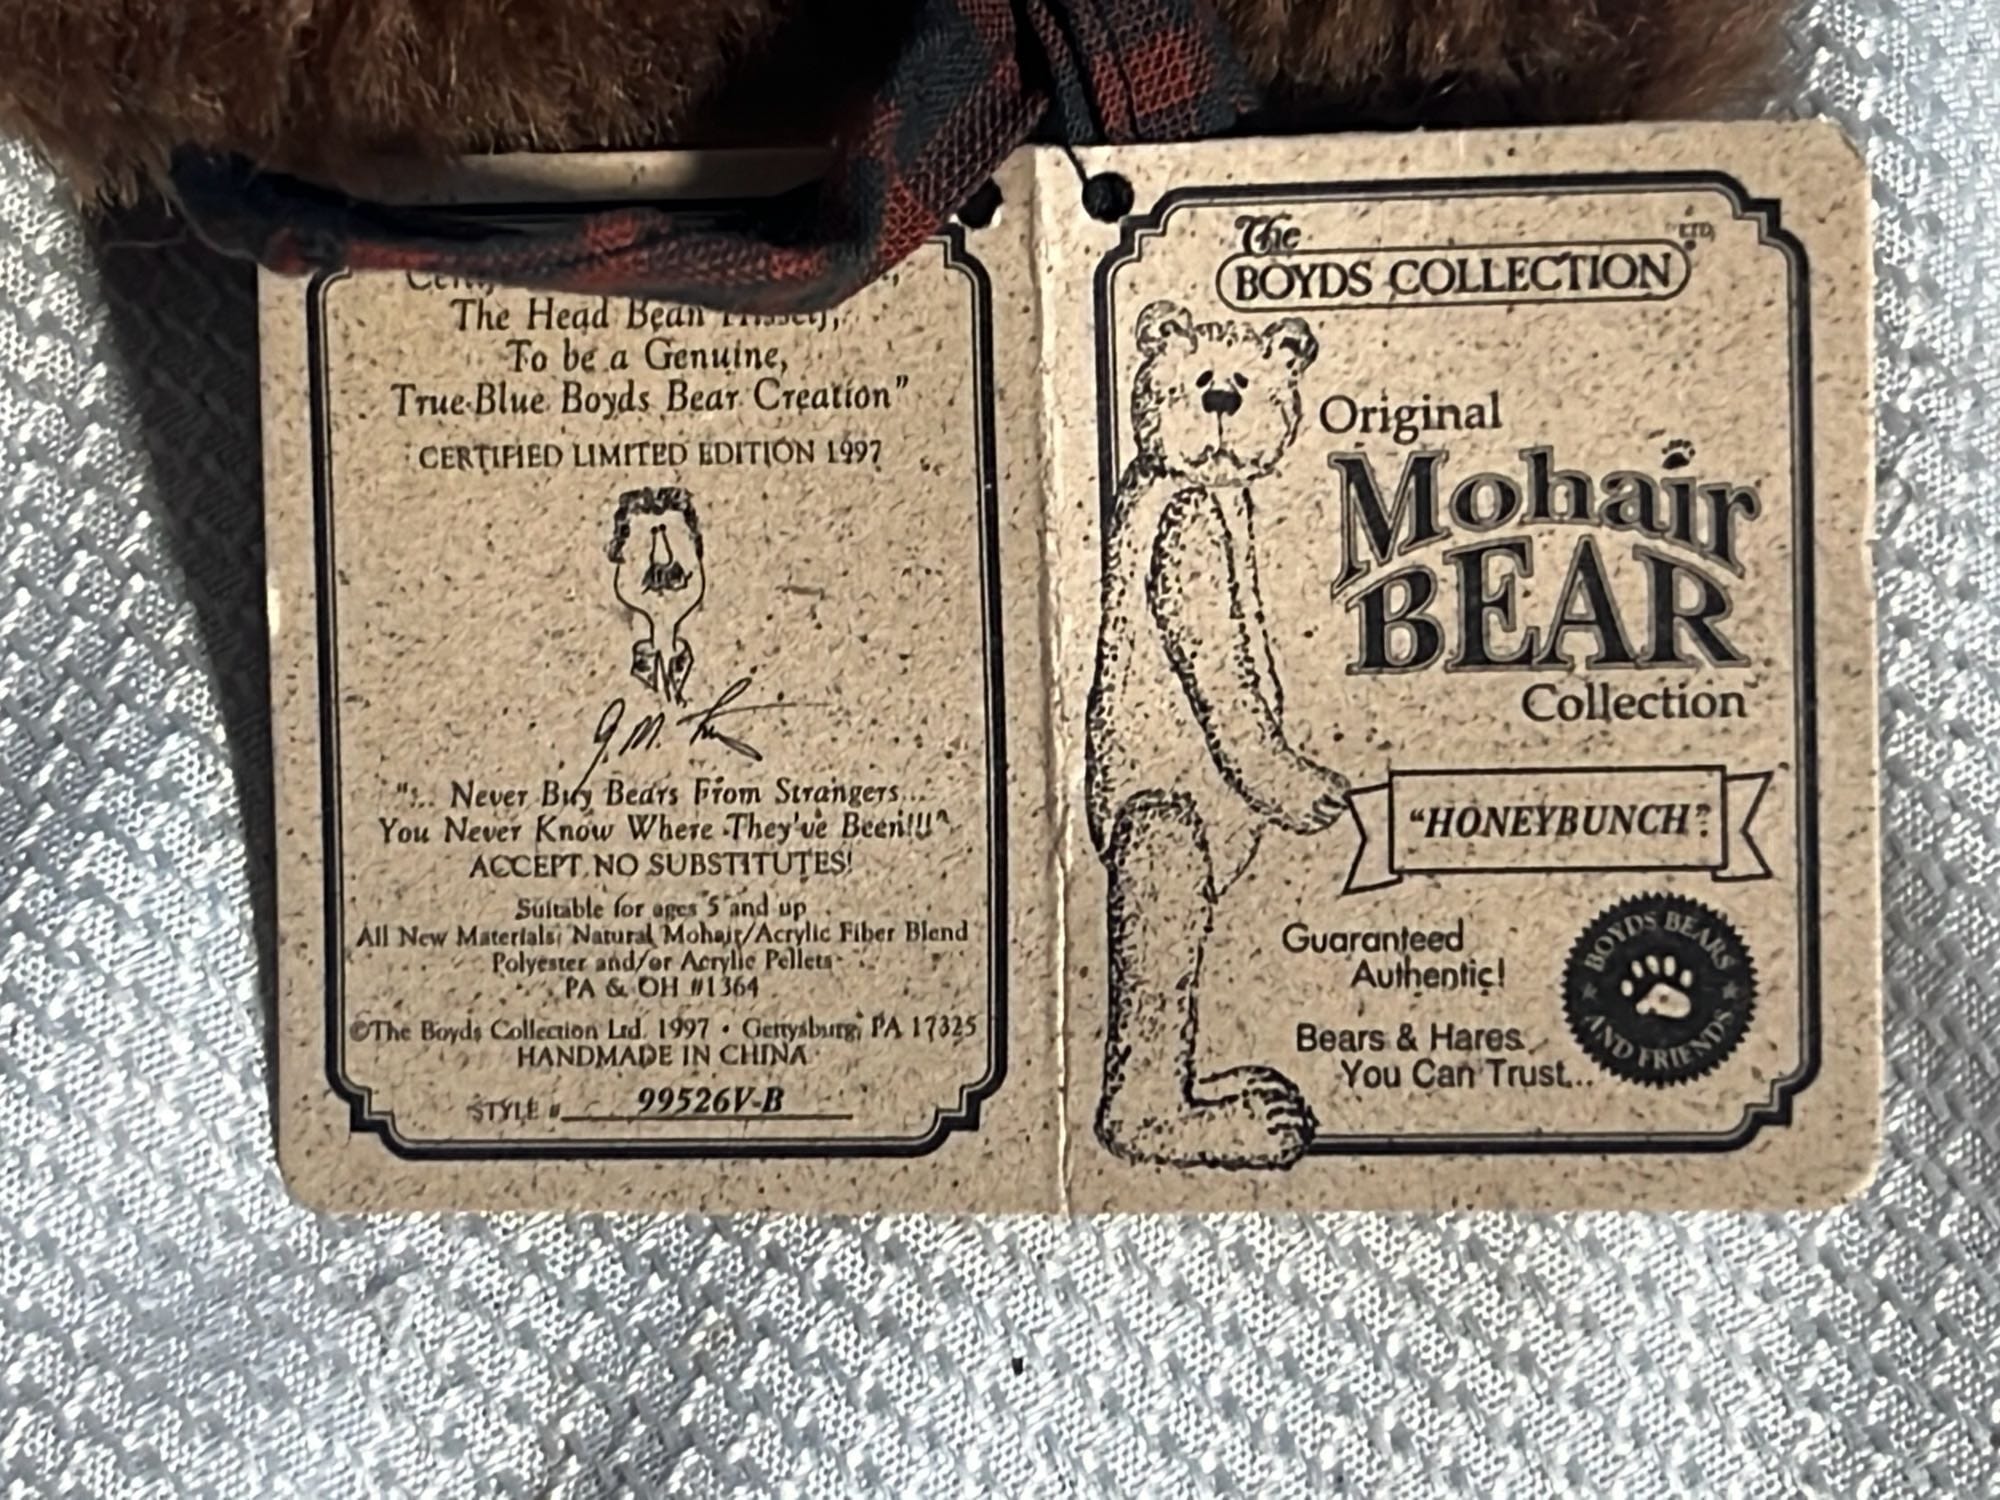 The Head Bean Hisself,
To be a Genuine,
True-Blue Boyds Bear Creation"
CERTIFIED LIMITED EDITION 1997
"... Never Buy Bears From Strangers...
You Never Know Where They've Been!!!"
ACCEPT NO SUBSTITUTES!
Suitable for ages 5 and up
All New Materials: Natural Mohair/Acrylic Fiber Blend
Polyester and/or Acrylic Pellets
PA & OH #1364
©The Boyds Collection Ltd. 1997 • Gettysburg, PA 17325
HANDMADE IN CHINA
STYLE # 99526V-B
The
BOYDS COLLECTION LTD.
Original
Mohair
BEAR
Collection
"HONEYBUNCH"
Guaranteed
Authentic!
Bears & Hares
You Can Trust...
BOYDS BEARS
AND FRIENDS